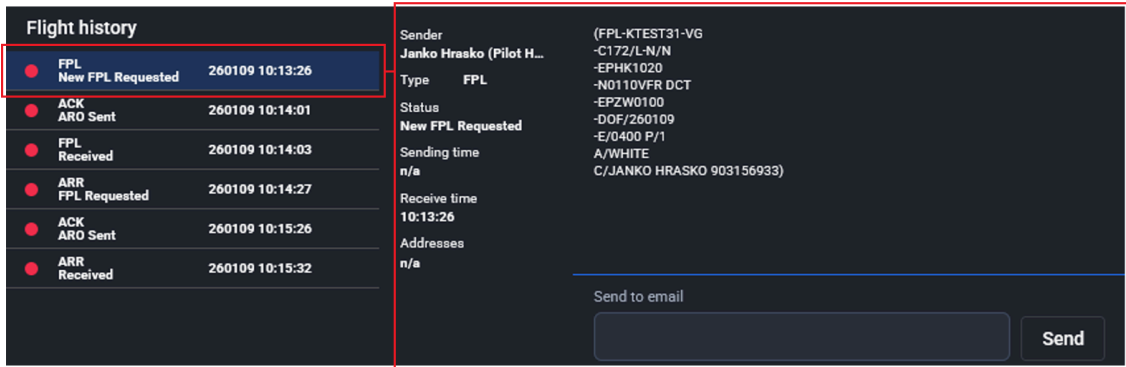 Flight history
FPL
New FPL Requested
260109 10:13:26
ACK
ARO Sent
260109 10:14:01
FPL
Received
260109 10:14:03
ARR
FPL Requested
260109 10:14:27
ACK
ARO Sent
260109 10:15:26
ARR
Received
260109 10:15:32
Sender
Janko Hrasko (Pilot H...
Type FPL
Status
New FPL Requested
Sending time
n/a
Receive time
10:13:26
Addresses
n/a
(FPL-KTEST31-VG
-C172/L-N/N
-EPHK1020
-N0110VFR DCT
-EPZW0100
-DOF/260109
-E/0400 P/1
A/WHITE
C/JANKO HRASKO 903156933)
Send to email
Send